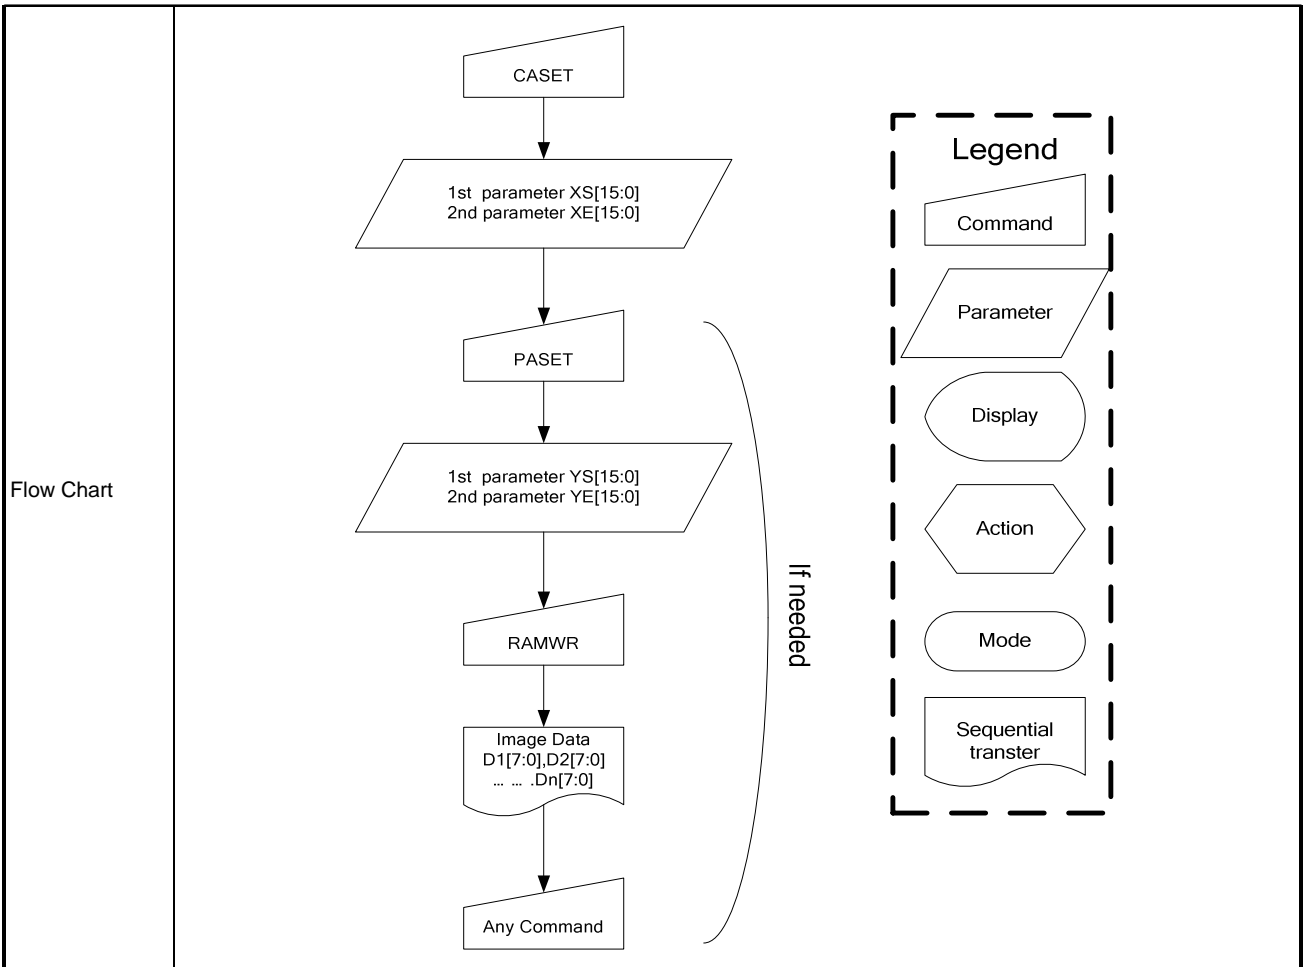 Flow Chart
CASET
1st parameter XS[15:0]
2nd parameter XE[15:0]
PASET
1st parameter YS[15:0]
2nd parameter YE[15:0]
RAMWR
Image Data
D1[7:0],D2[7:0]
... ... .Dn[7:0]
Any Command
If needed
Legend
Command
Parameter
Display
Action
Mode
Sequential
transter